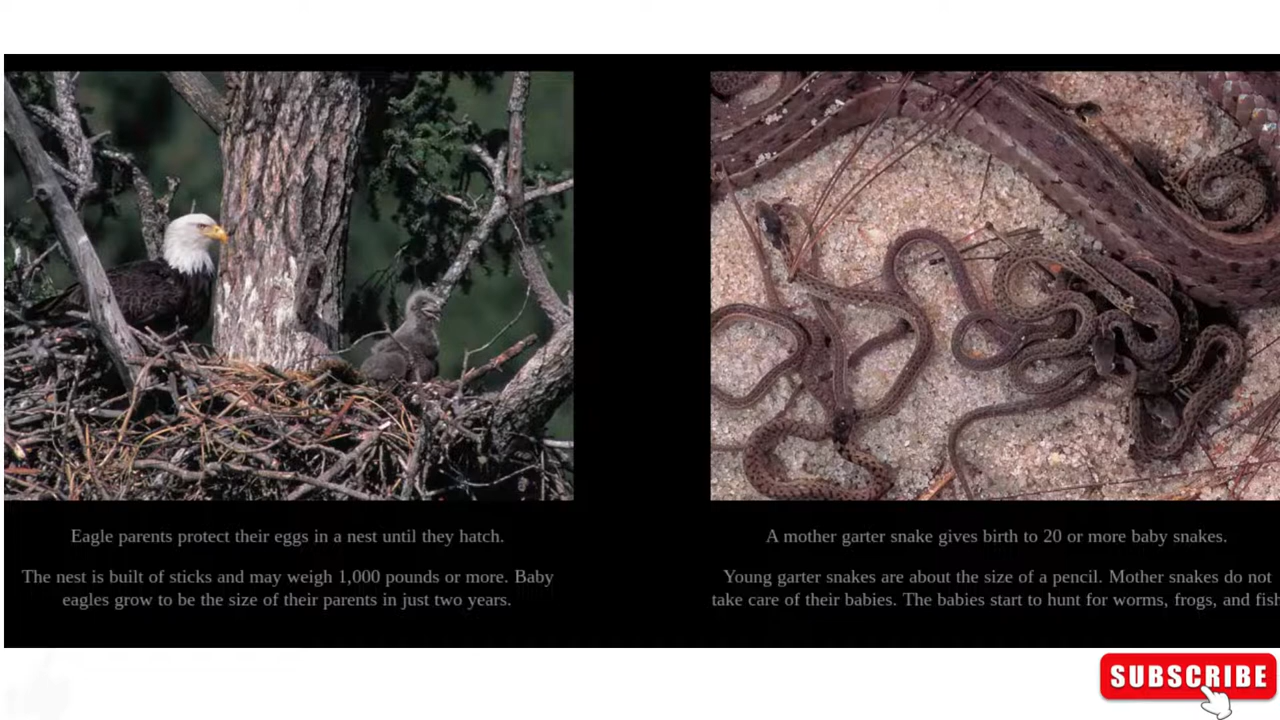 Eagle parents protect their eggs in a nest until they hatch.
The nest is built of sticks and may weigh 1,000 pounds or more. Baby
eagles grow to be the size of their parents in just two years.
A mother garter snake gives birth to 20 or more baby snakes.
Young garter snakes are about the size of a pencil. Mother snakes do not
take care of their babies. The babies start to hunt for worms, frogs, and fish
SUBSCRIBE